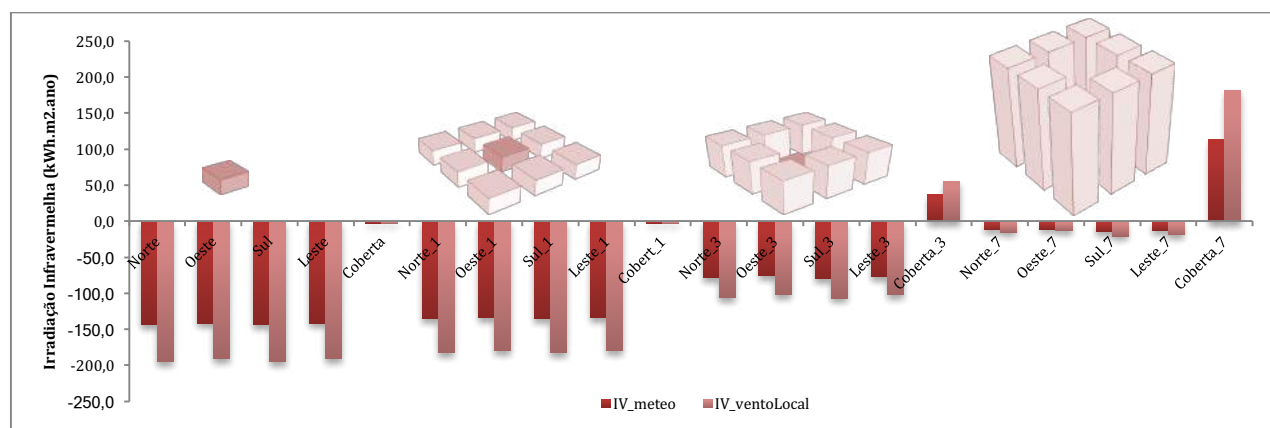 Irradiação Infravermelha (kWh.m2.ano)
250,0
200,0
150,0
100,0
50,0
0,0
-50,0
-100,0
-150,0
-200,0
-250,0
Norte
Oeste
Sul
Leste
Coberta
Norte_1
Oeste_1
Sul_1
Leste_1
Cobert_1
Norte_3
Oeste_3
Sul_3
Leste_3
Coberta_3
Norte_7
Oeste_7
Sul_7
Leste_7
Coberta_7
IV_meteo IV_ventoLocal